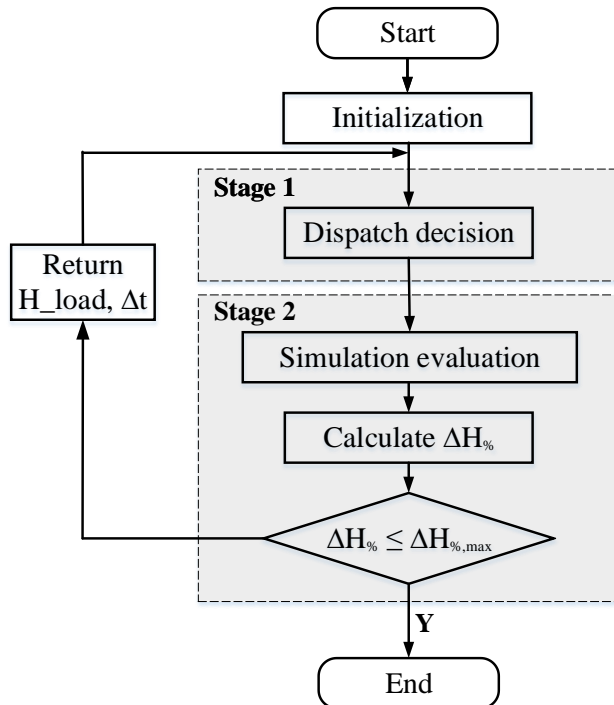 Start
Initialization
Stage 1
Dispatch decision
Return
H_load, Δt
Stage 2
Simulation evaluation
Calculate ΔH%
ΔH% ≤ ΔH%,max
Y
End